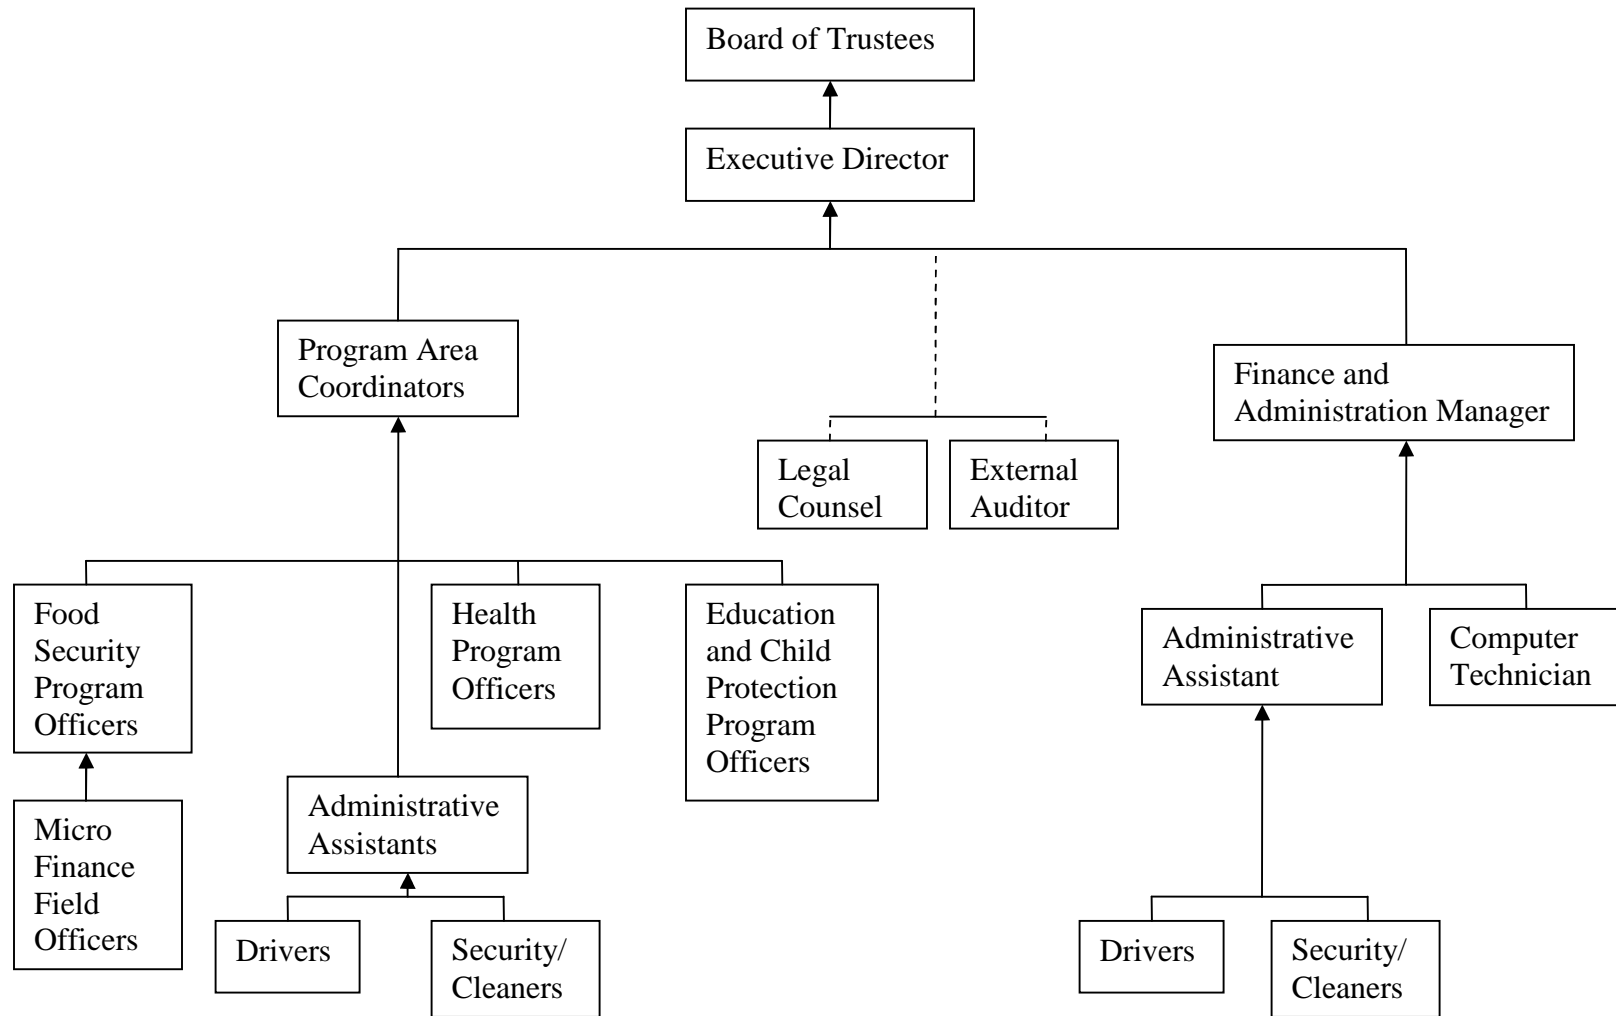 Board of Trustees
Executive Director
Program Area
Coordinators
Finance and
Administration Manager
Legal
Counsel
External
Auditor
Food
Security
Program
Officers
Health
Program
Officers
Education
and Child
Protection
Program
Officers
Administrative
Assistant
Computer
Technician
Micro
Finance
Field
Officers
Administrative
Assistants
Drivers
Security/
Cleaners
Drivers
Security/
Cleaners